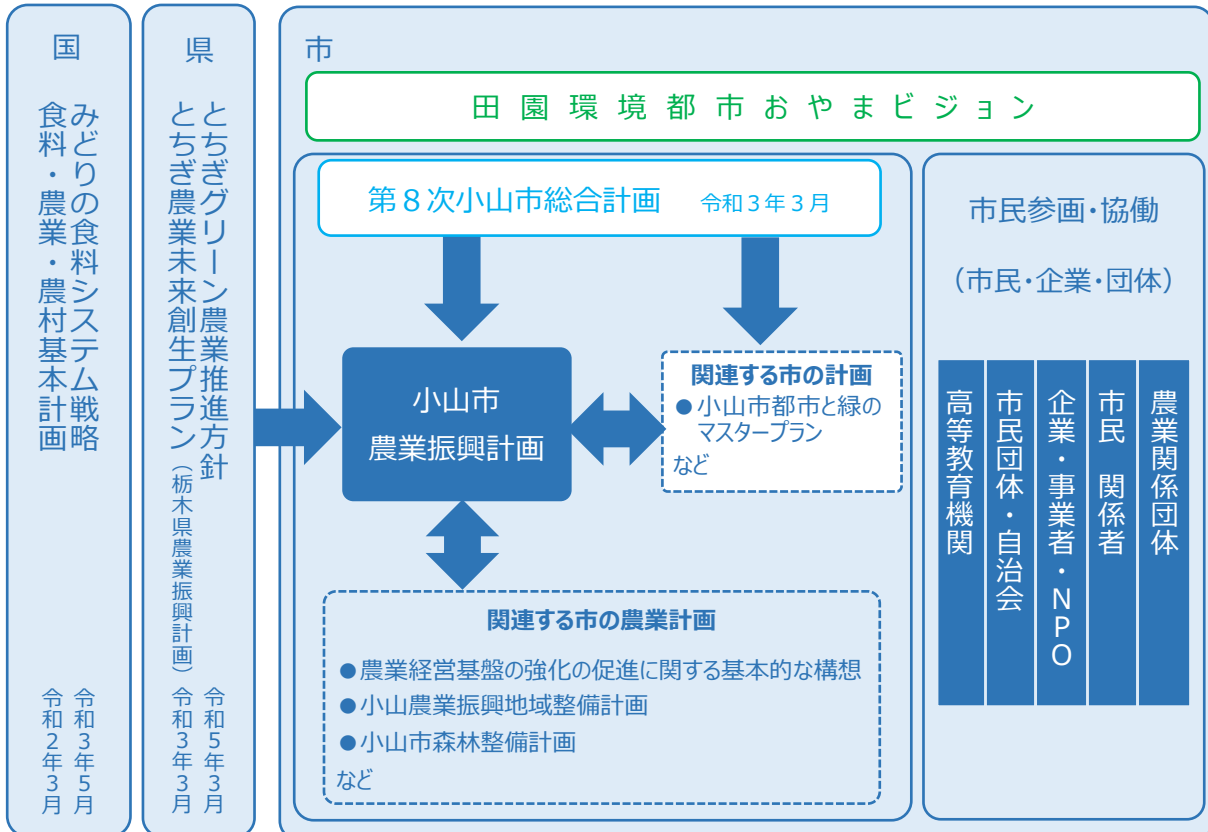 国
みどりの食料システム戦略 令和3年5月
食料・農業・農村基本計画 令和2年3月
県
とちぎグリーン農業推進方針 令和5年3月
とちぎ農業未来創生プラン(栃木県農業振興計画) 令和3年3月
市
田園環境都市おやまビジョン
第8次小山市総合計画 令和3年3月
小山市
農業振興計画
関連する市の計画
●小山市都市と緑の
マスタープラン
など
関連する市の農業計画
●農業経営基盤の強化の促進に関する基本的な構想
●小山農業振興地域整備計画
●小山市森林整備計画
など
市民参画・協働
(市民・企業・団体)
農業関係団体
市民 関係者
企業・事業者・NPO
市民団体・自治会
高等教育機関